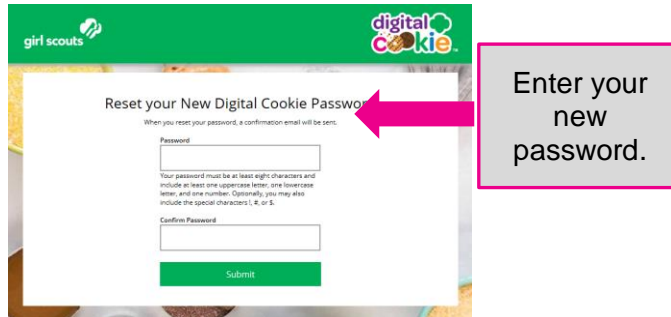 girl scouts
digital
cookie
Reset your New Digital Cookie Passwor
When you reset your password, a confirmation email will be sent.
Password
Your password must be at least eight characters and
include at least one uppercase letter, one lowercase
letter, and one number. Optionally, you may also
include the special characters !, #, or $.
Confirm Password
Submit
Enter your
new
password.